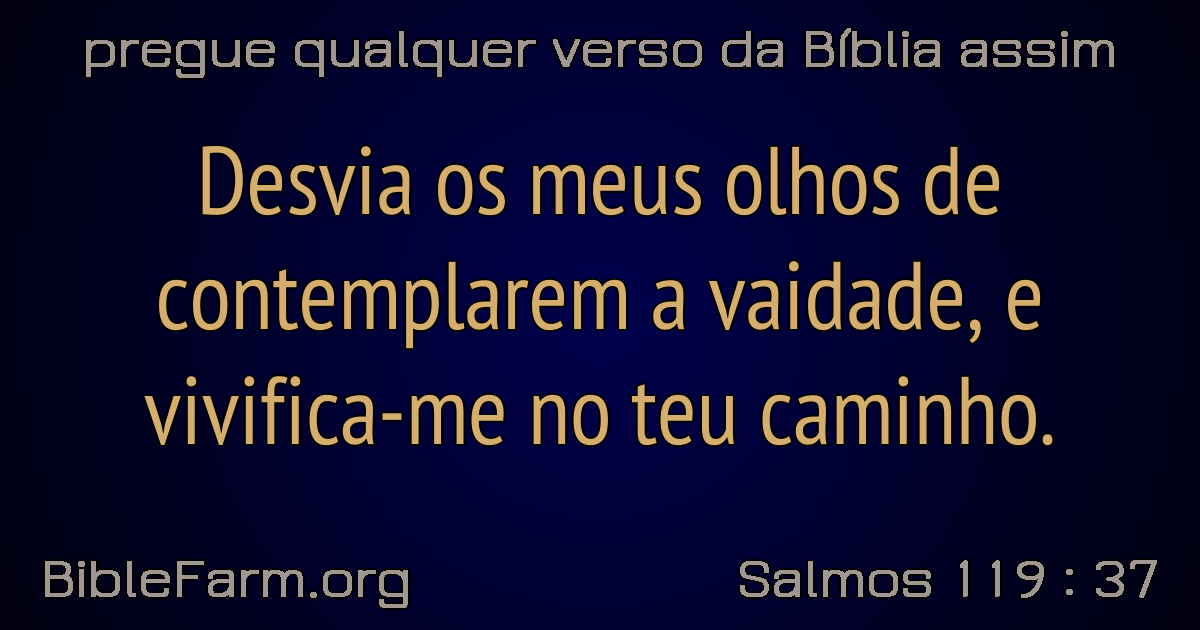 pregue qualquer verso da Bíblia assim
Desvia os meus olhos de
contemplarem a vaidade, e
vivifica-me no teu caminho.
BibleFarm.org
Salmos 119 : 37